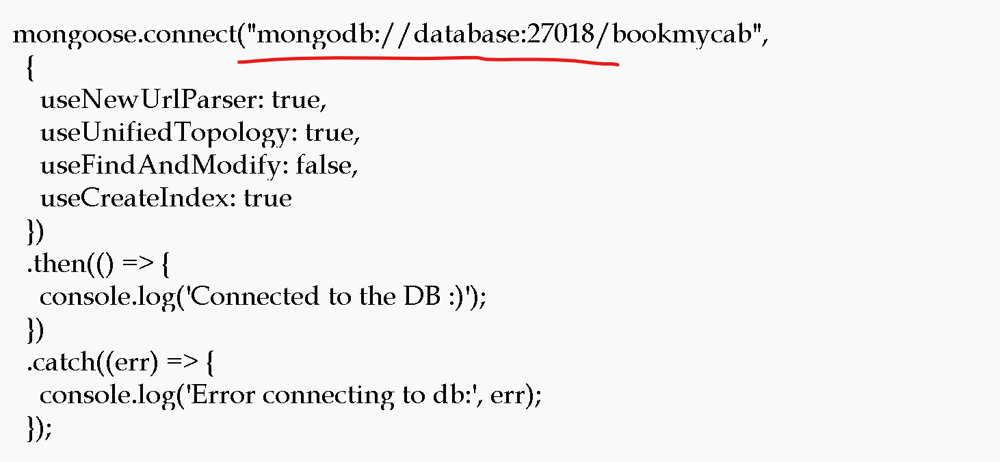 mongoose.connect("mongodb://database:27018/bookmycab",
{
useNewUrlParser: true,
useUnifiedTopology: true,
useFindAndModify: false,
useCreateIndex: true
})
.then(() => {
console.log('Connected to the DB :)');
})
.catch((err) => {
console.log('Error connecting to db:', err);
});